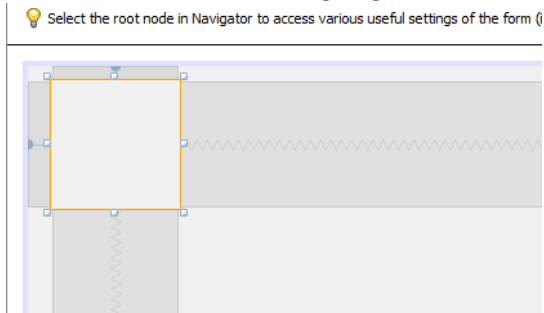 Select the root node in Navigator to access various useful settings of the form (i